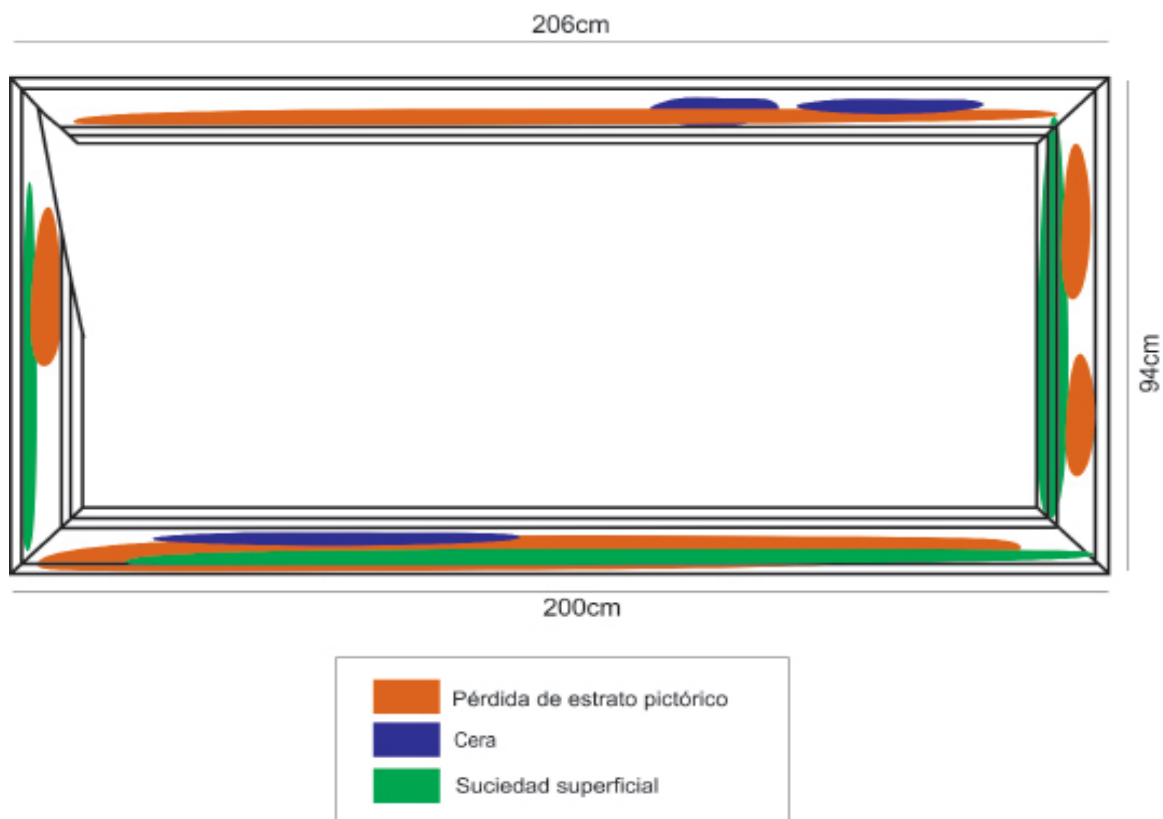 206cm
94cm
200cm
Pérdida de estrato pictórico
Cera
Suciedad superficial